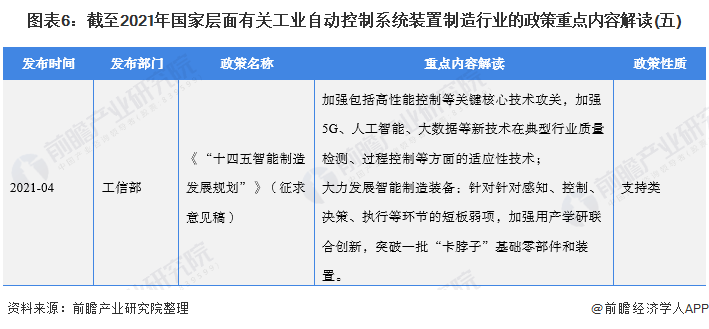 图表6：截至2021年国家层面有关工业自动控制系统装置制造行业的政策重点内容解读(五)
发布时间 发布部门 政策名称 重点内容解读 政策性质
2021-04
工信部
《“十四五智能制造
发展规划”》（征求
意见稿）
加强包括高性能控制等关键核心技术攻关，加强
5G、人工智能、大数据等新技术在典型行业质量
检测、过程控制等方面的适应性技术；
大力发展智能制造装备：针对针对感知、控制、
决策、执行等环节的短板弱项，加强用产学研联
合创新，突破一批“卡脖子”基础零部件和装
置。
支持类
前瞻产业研究院
资料来源：前瞻产业研究院整理 @前瞻经济学人APP